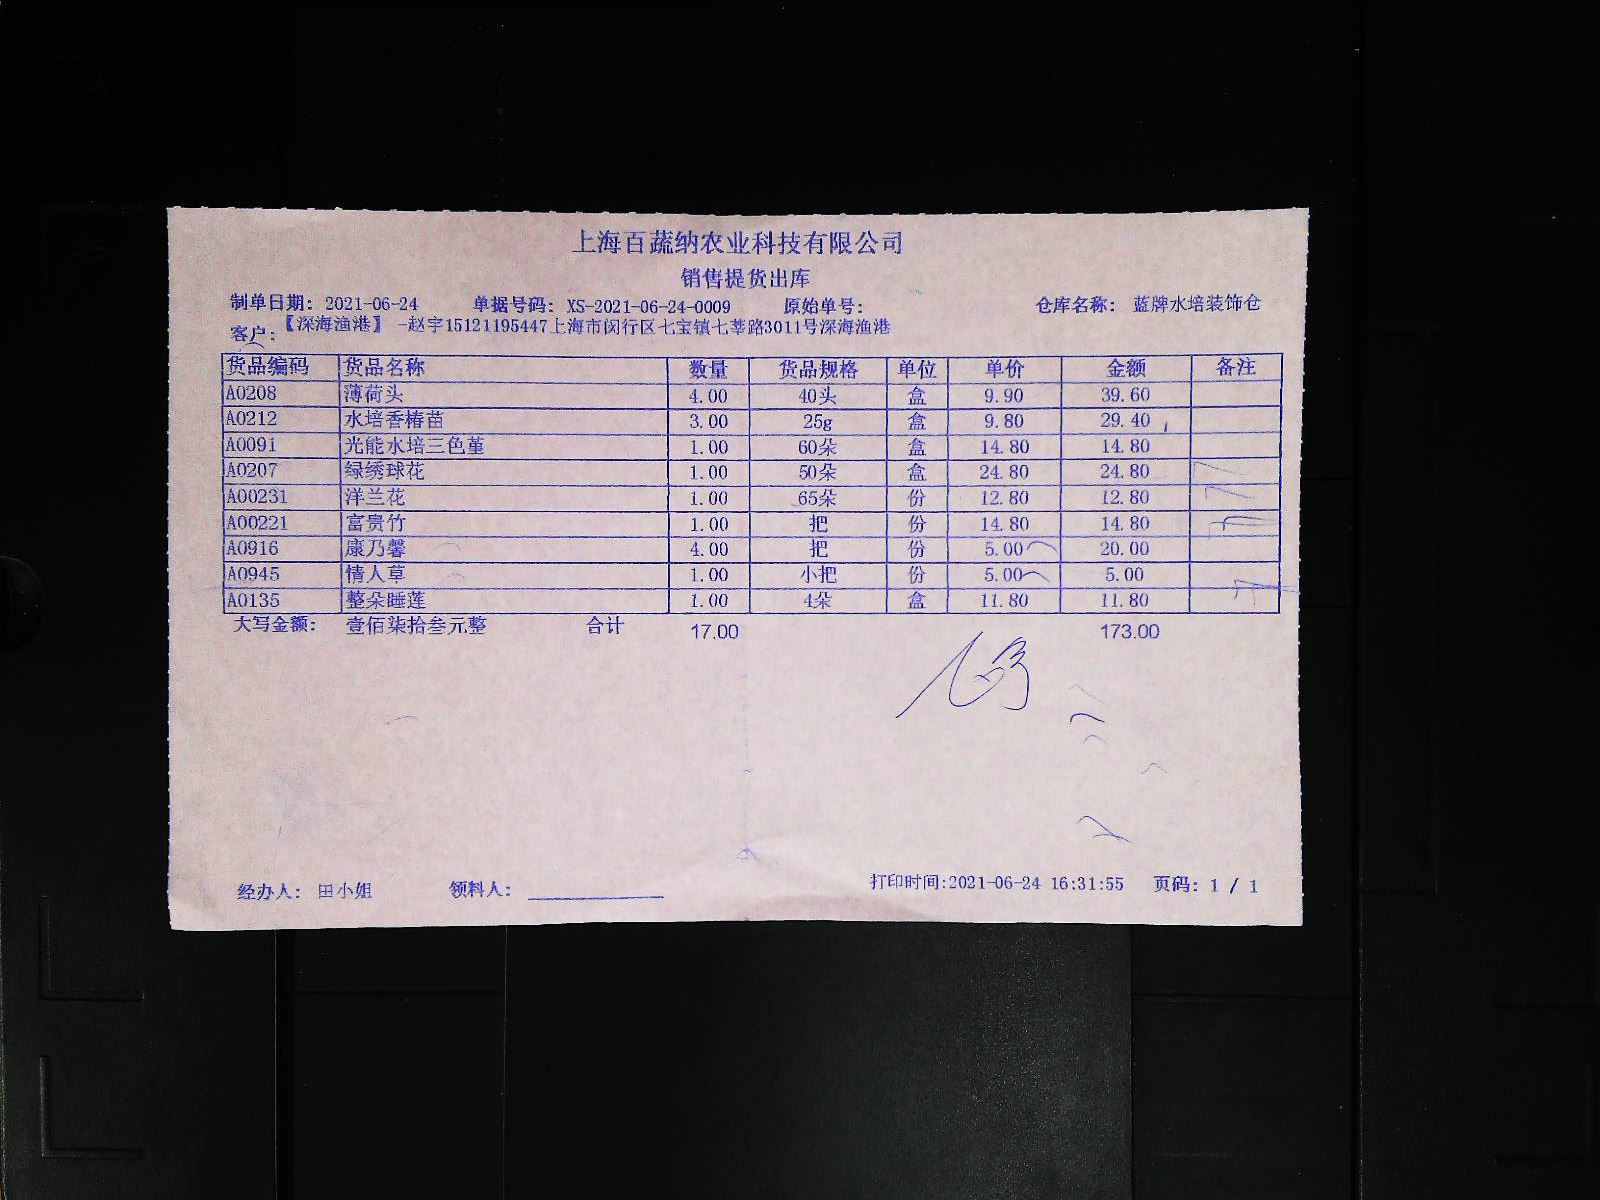 上海百蔬纳农业科技有限公司
销售提货出库
制单日期: 2021-06-24 单据号码: XS-2021-06-24-0009 原始单号: 仓库名称: 蓝牌水培装饰仓
客户: 【深海渔港】 -赵宇15121195447上海市闵行区七宝镇七莘路3011号深海渔港
货品编码 货品名称 数量 货品规格 单位 单价 金额 备注
A0208 薄荷头 4.00 40头 盒 9.90 39.60
A0212 水培香椿苗 3.00 25g 盒 9.80 29.40
A0091 光能水培三色堇 1.00 60朵 盒 14.80 14.80
A0207 绿绣球花 1.00 50朵 盒 24.80 24.80
A00231 洋兰花 1.00 65朵 份 12.80 12.80
A00221 富贵竹 1.00 把 份 14.80 14.80
A0916 康乃馨 4.00 把 份 5.00 20.00
A0945 情人草 1.00 小把 份 5.00 5.00
A0135 整朵睡莲 1.00 4朵 盒 11.80 11.80
大写金额: 壹佰柒拾叁元整 合计 17.00 173.00
经办人: 田小姐 领料人: 打印时间:2021-06-24 16:31:55 页码: 1 / 1